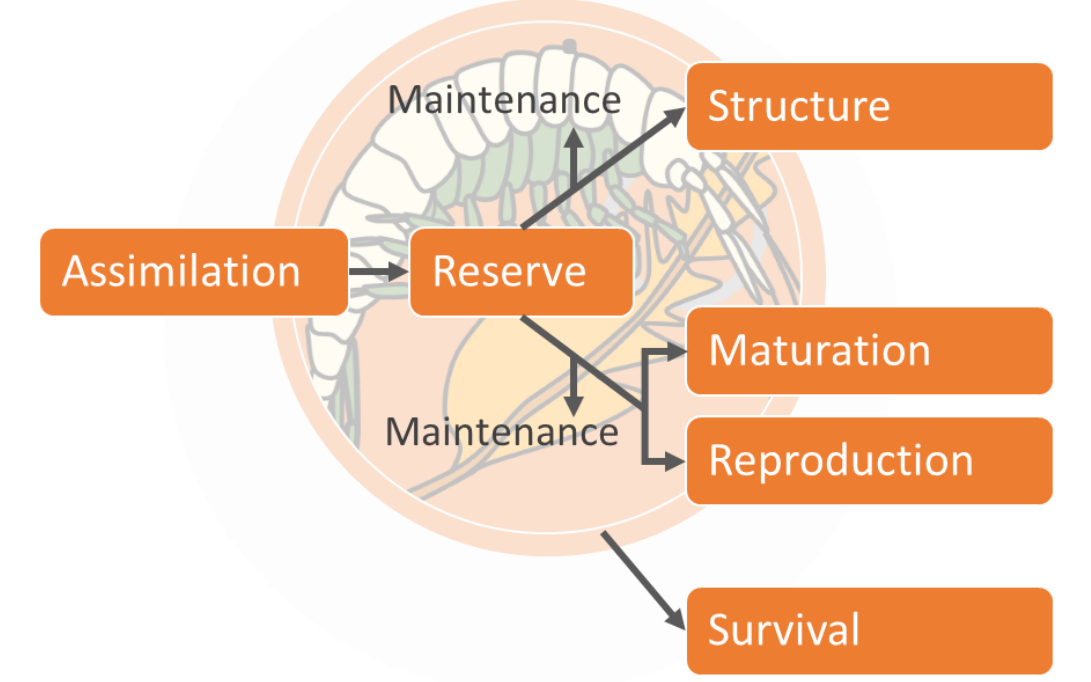 Maintenance
Structure
Assimilation
Reserve
Maturation
Maintenance
Reproduction
Survival